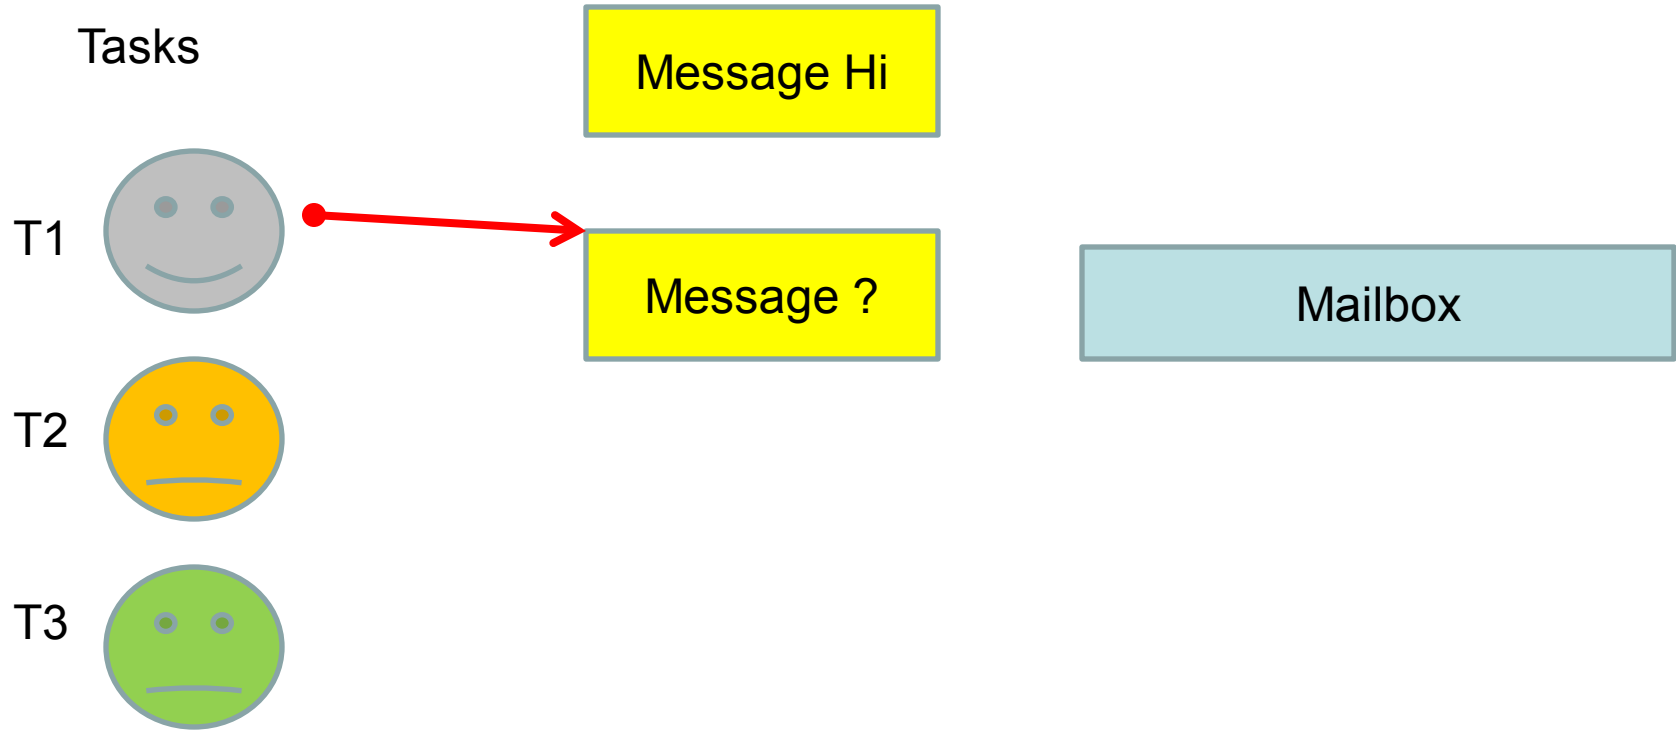 Tasks
Message Hi
T1
Message ?
Mailbox
T2
T3